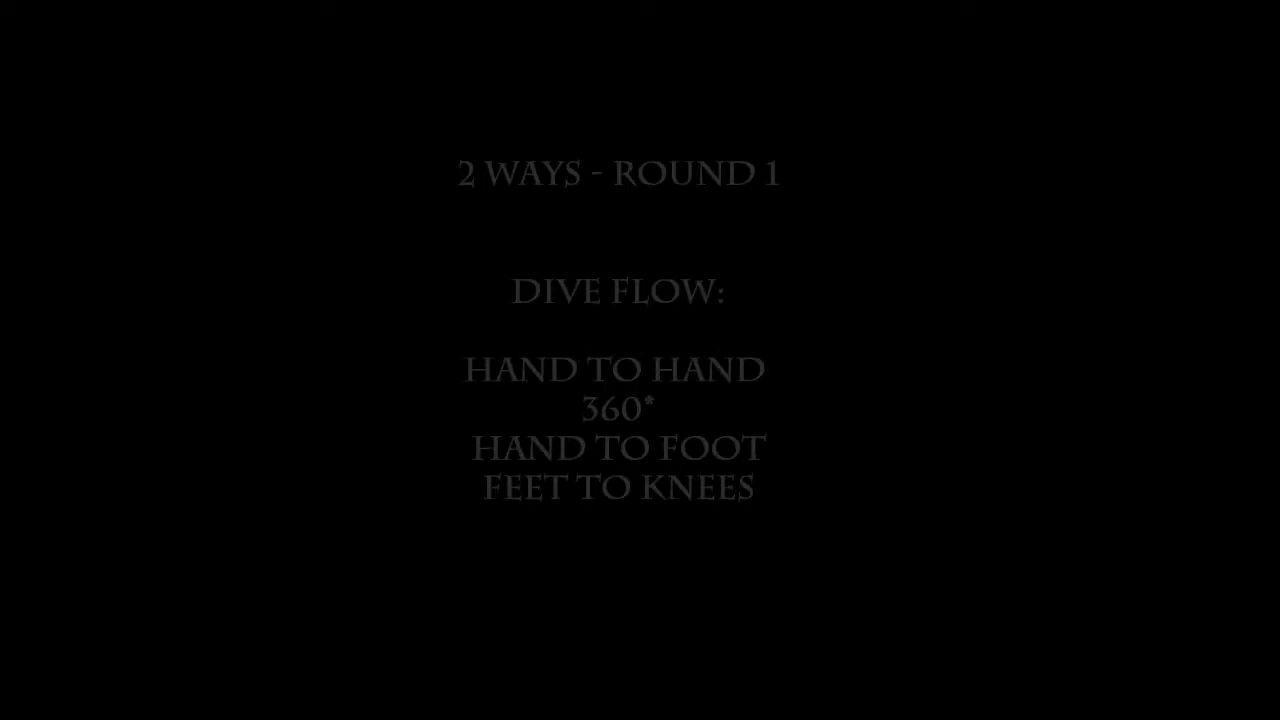 2 WAYS - ROUND 1
DIVE FLOW:
HAND TO HAND
360*
HAND TO FOOT
FEET TO KNEES